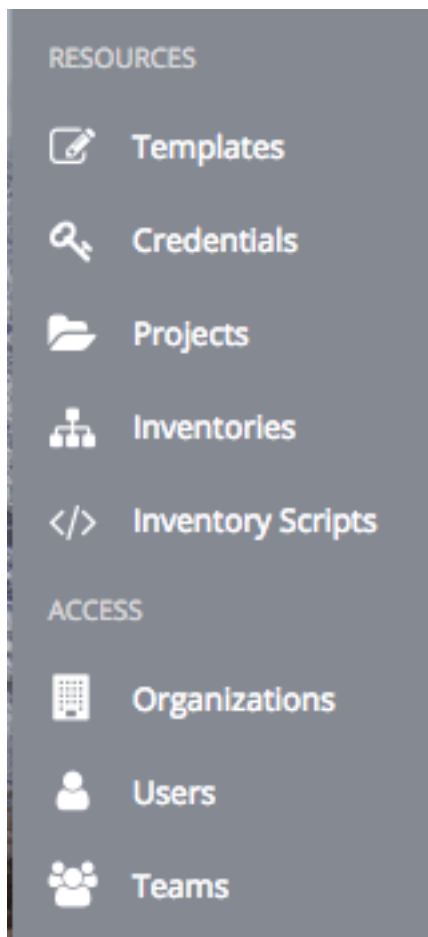 RESOURCES
Templates
Credentials
Projects
Inventories
Inventory Scripts
ACCESS
Organizations
Users
Teams